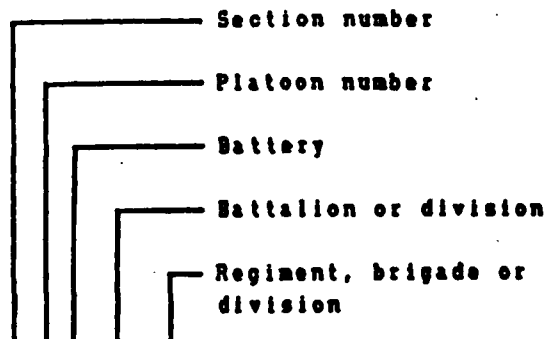 Section number
Platoon number
Battery
Battalion or division
Regiment, brigade or
division